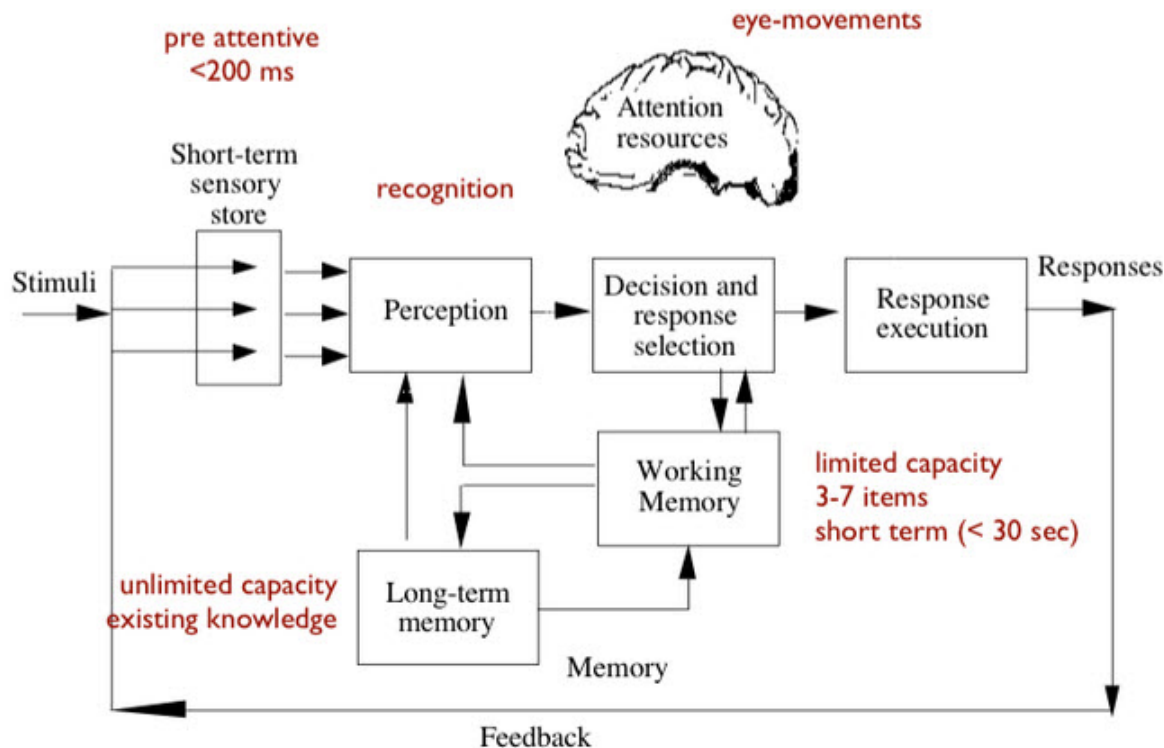 pre attentive
<200 ms
eye-movements
Attention
resources
Short-term
sensory
store
recognition
Stimuli
Perception
Decision and
response
selection
Response
execution
Responses
Working
Memory
limited capacity
3-7 items
short term (< 30 sec)
unlimited capacity
existing knowledge
Long-term
memory
Memory
Feedback